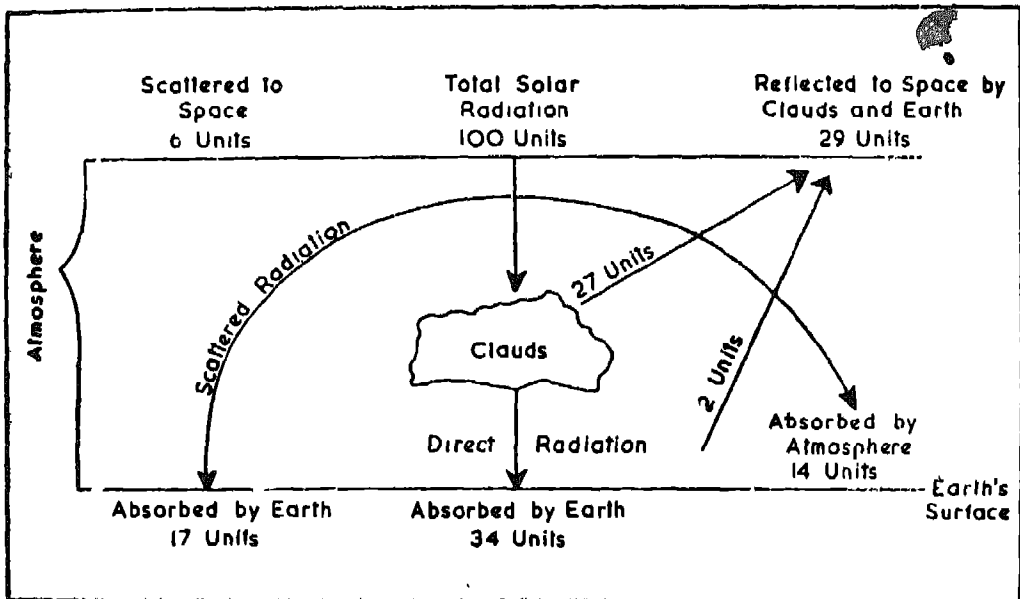 Scattered to
Space
6 Units
Total Solar
Radiation
100 Units
Reflected to Space by
Clauds and Earth
29 Units
Atmosphere
Scattered Radiation
27 Units
Clauds
2 Units
Direct Radiation
Absorbed by
Atmosphere
14 Units
Earth's
Surface
Absorbed by Earth
17 Units
Absorbed by Earth
34 Units